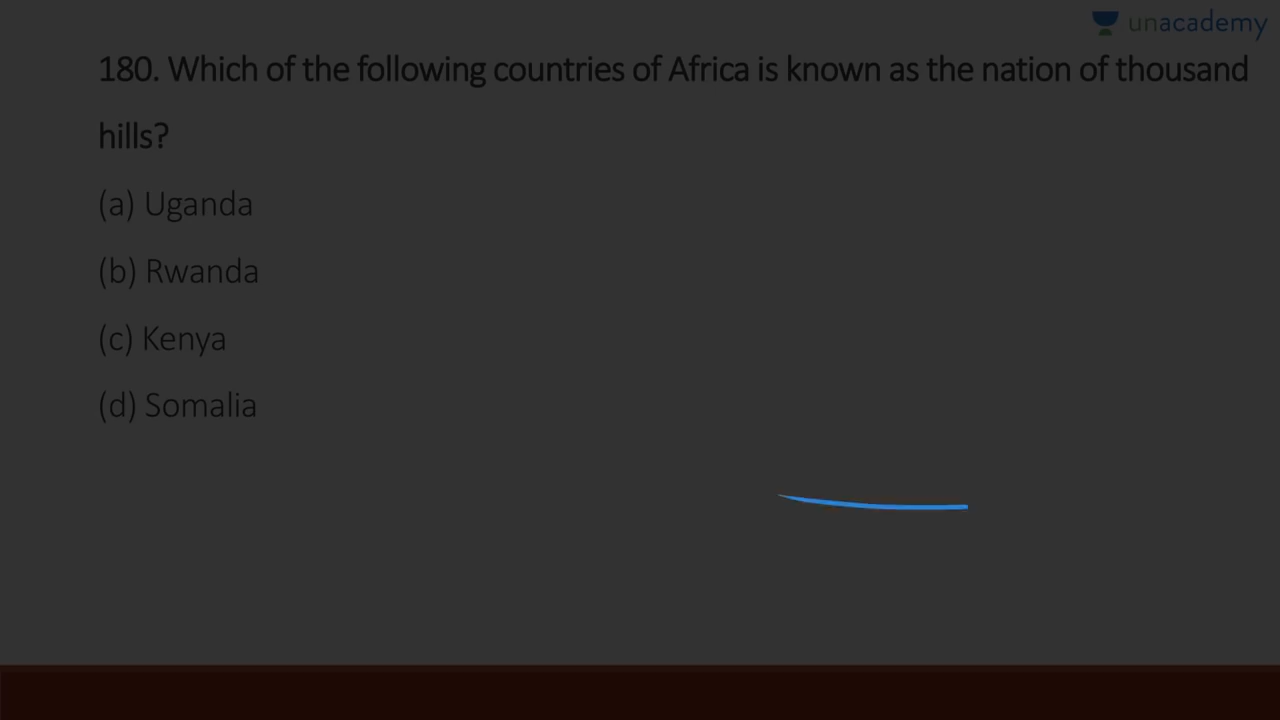 unacademy
180. Which of the following countries of Africa is known as the nation of thousand
hills?
(a) Uganda
(b) Rwanda
(c) Kenya
(d) Somalia